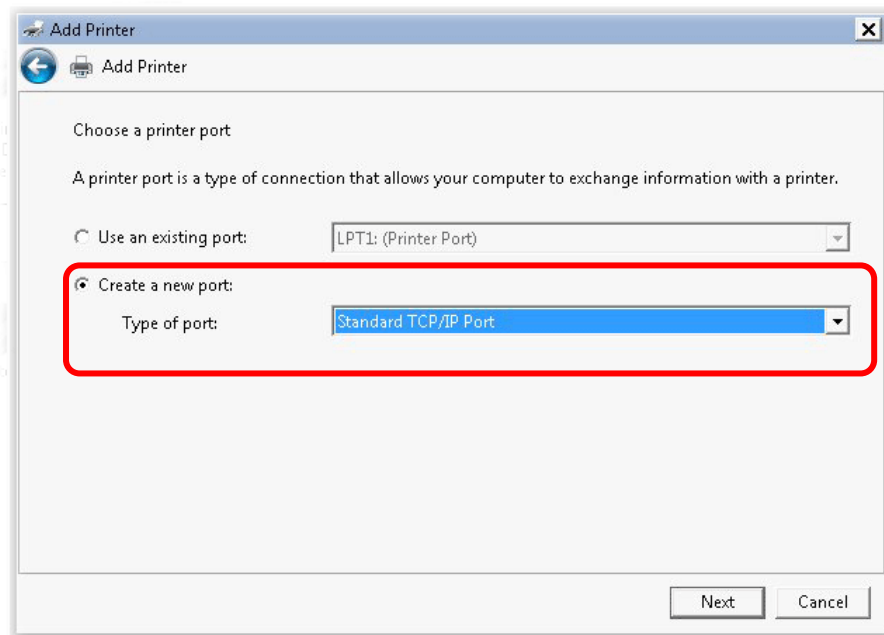 Add Printer
Add Printer
Choose a printer port
A printer port is a type of connection that allows your computer to exchange information with a printer.
Use an existing port: LPT1: (Printer Port)
Create a new port:
Type of port: Standard TCP/IP Port
Next Cancel